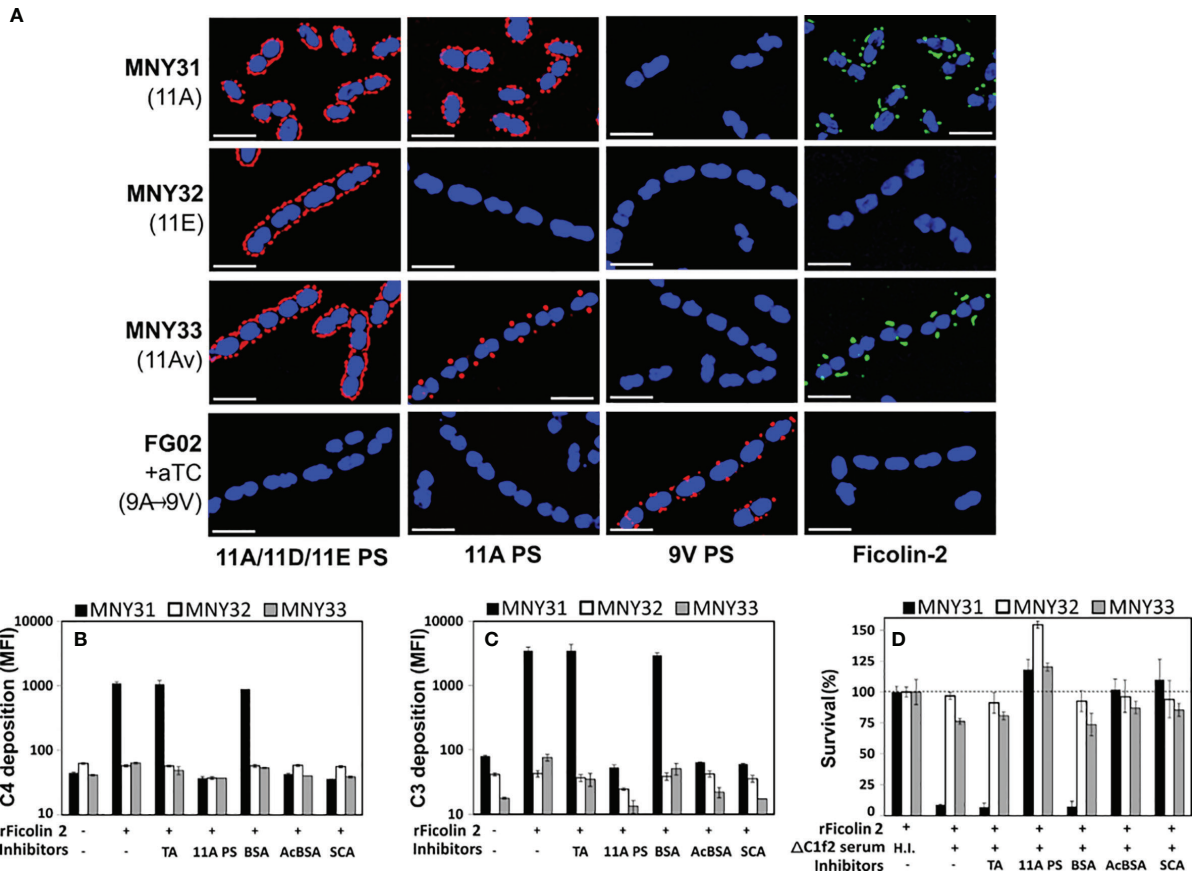 A
MNY31
(11A)
MNY32
(11E)
MNY33
(11Av)
FG02
+aTC
(9A↔9V)
11A/11D/11E PS
11A PS
9V PS
Ficolin-2
B
MNY31 MNY32 MNY33
C4 deposition (MFI)
10000
1000
100
10
rFicolin 2 - + + + + + +
Inhibitors - - TA 11A PS BSA AcBSA SCA
C
MNY31 MNY32 MNY33
C3 deposition (MFI)
10000
1000
100
10
rFicolin 2 - + + + + + +
Inhibitors - - TA 11A PS BSA AcBSA SCA
D
MNY31 MNY32 MNY33
Survival(%)
150
125
100
75
50
25
0
rFicolin 2 + + + + + + +
ΔC1f2 serum H.I. + + + + + +
Inhibitors - - TA 11A PS BSA AcBSA SCA